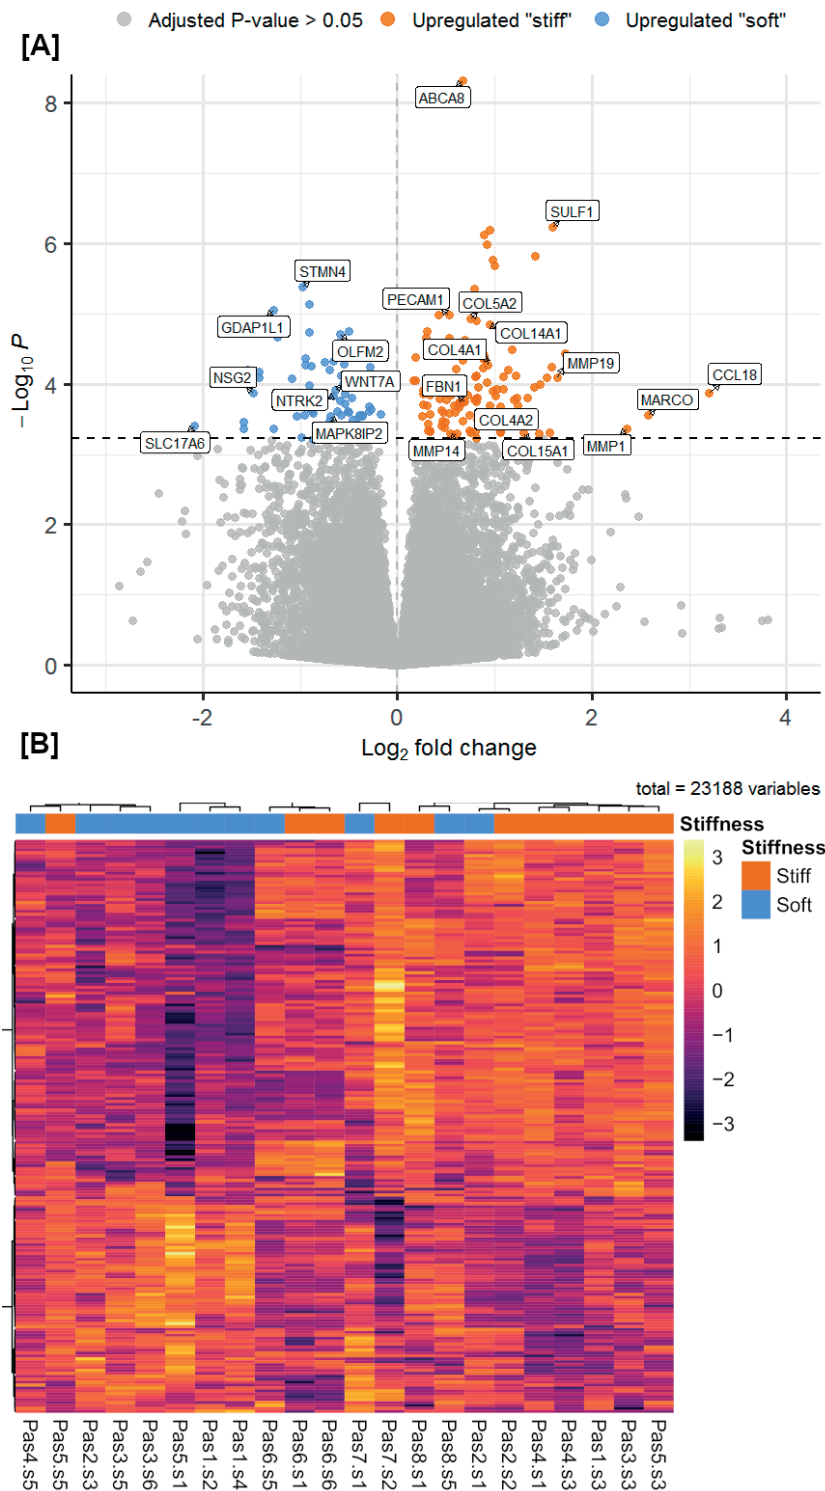 Adjusted P-value > 0.05 Upregulated "stiff" Upregulated "soft"
[A]
8
ABCA8
SULF1
6
STMN4
PECAM1
COL5A2
GDAP1L1
COL14A1
OLFM2
COL4A1
MMP19
NSG2
WNT7A
CCL18
4
FBN1
NTRK2
MARCO
COL4A2
MAPK8IP2
SLC17A6
MMP14
COL15A1
MMP1
−Log10 P
2
0
-2 0 2 4
Log2 fold change
[B]
total = 23188 variables
Stiffness
Stiffness
Stiff
Soft
3
2
1
0
−1
−2
−3
Pas4.s5
Pas5.s5
Pas2.s3
Pas3.s5
Pas3.s6
Pas5.s1
Pas1.s2
Pas1.s4
Pas6.s5
Pas6.s1
Pas6.s6
Pas7.s1
Pas7.s2
Pas8.s1
Pas8.s5
Pas2.s1
Pas2.s2
Pas4.s1
Pas4.s3
Pas1.s3
Pas3.s3
Pas5.s3